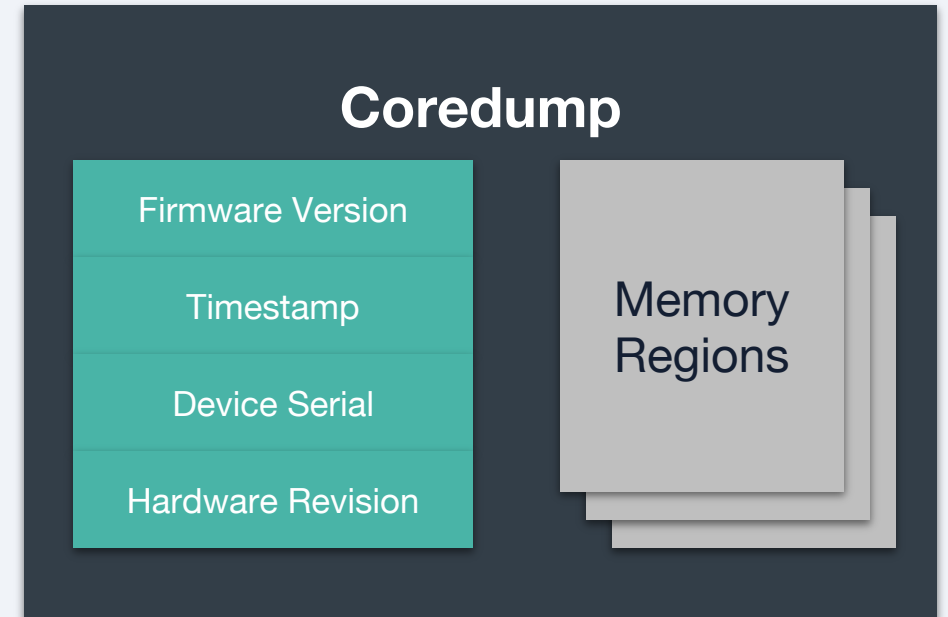 Coredump
Firmware Version
Timestamp
Device Serial
Hardware Revision
Memory
Regions